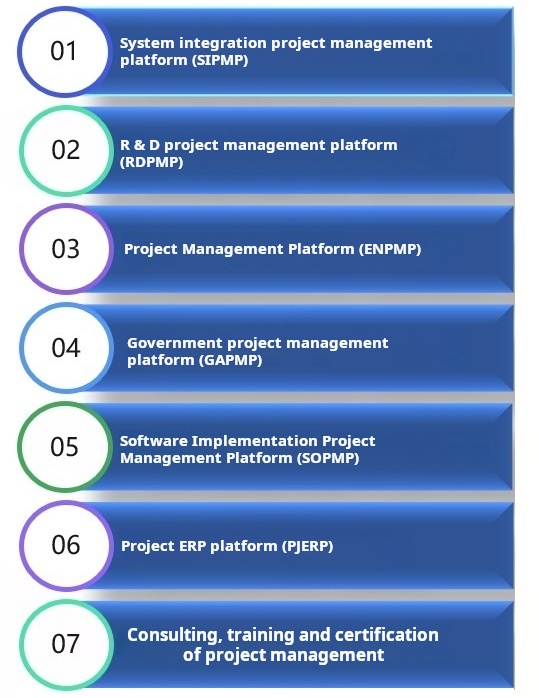 01
System integration project management
platform (SIPMP)
02
R & D project management platform
(RDPMP)
03
Project Management Platform (ENPMP)
04
Government project management
platform (GAPMP)
05
Software Implementation Project
Management Platform (SOPMP)
06
Project ERP platform (PJERP)
07
Consulting, training and certification
of project management